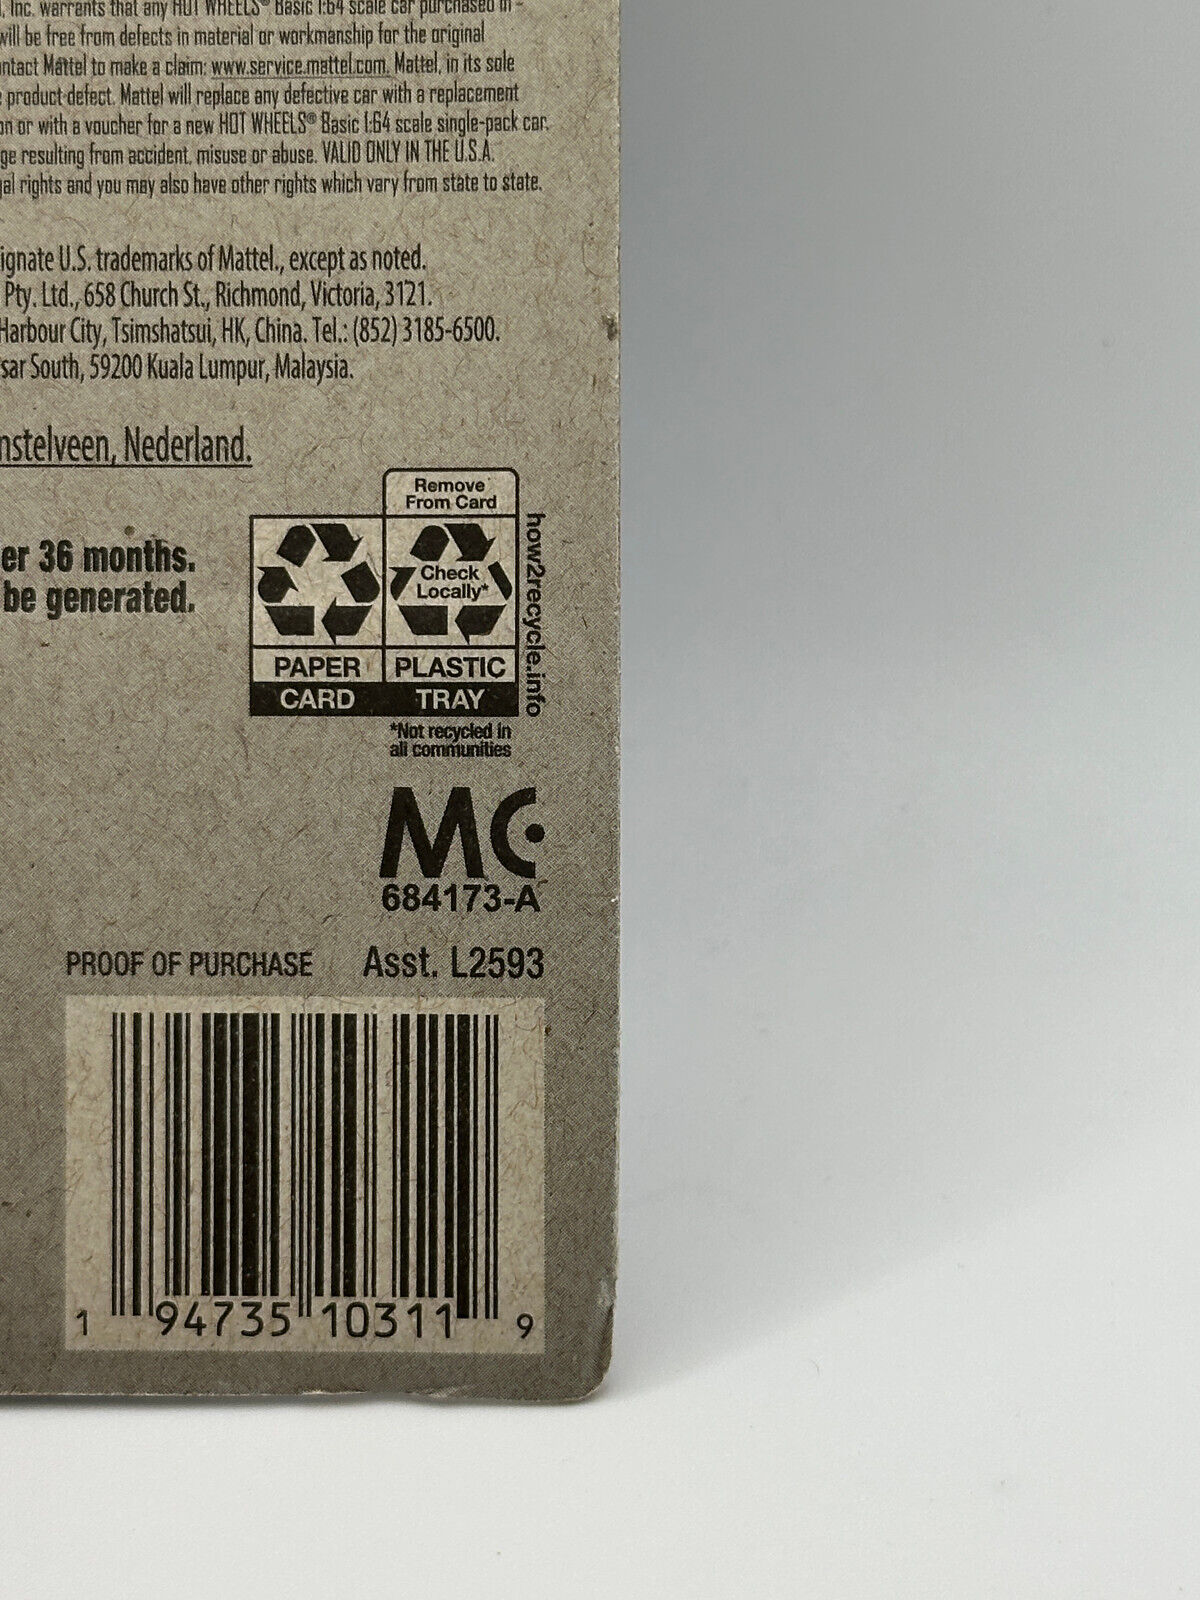 , Inc. warrants that any HOT WHEELS® Basic 1:64 scale car purchased in -
will be free from defects in material or workmanship for the original
ontact Mattel to make a claim: www.service.mattel.com. Mattel, in its sole
e product defect. Mattel will replace any defective car with a replacement
on or with a voucher for a new HOT WHEELS® Basic 1:64 scale single-pack car.
ge resulting from accident, misuse or abuse. VALID ONLY IN THE U.S.A.
gal rights and you may also have other rights which vary from state to state.
ignate U.S. trademarks of Mattel., except as noted.
Pty. Ltd., 658 Church St., Richmond, Victoria, 3121.
Harbour City, Tsimshatsui, HK, China. Tel.: (852) 3185-6500.
sar South, 59200 Kuala Lumpur, Malaysia.
nstelveen, Nederland.
er 36 months.
be generated.
Remove
From Card
Check
Locally*
PAPER
CARD
PLASTIC
TRAY
how2recycle.info
*Not recycled in
all communities
MC
684173-A
PROOF OF PURCHASE Asst. L2593
1 94735 10311 9